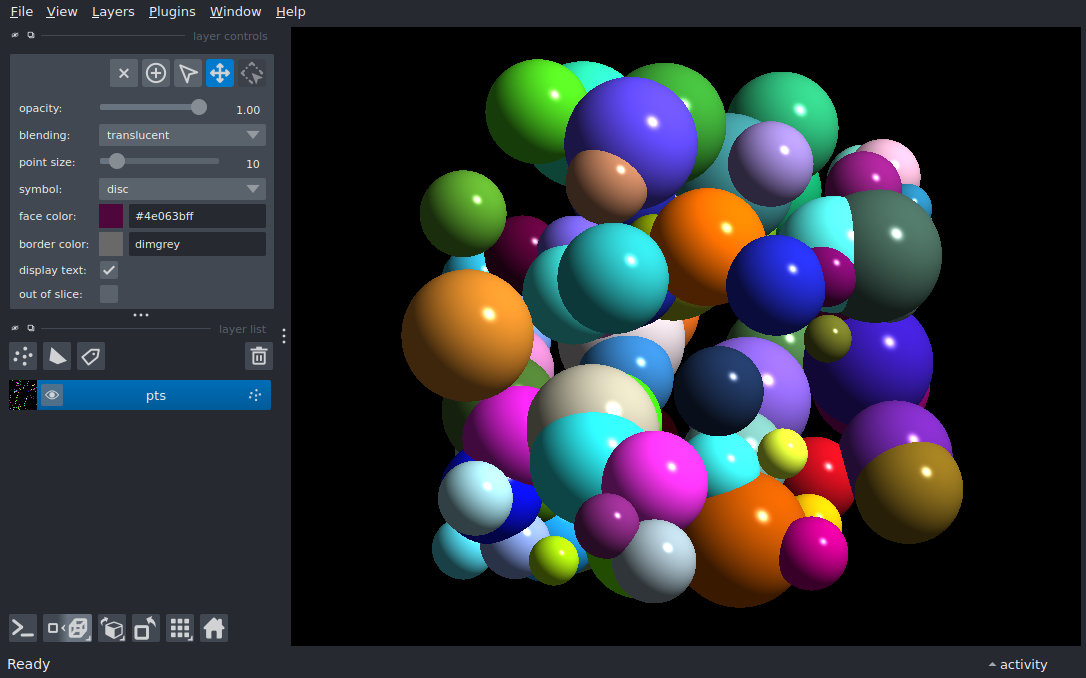 File View Layers Plugins Window Help
layer controls
opacity: 1.00
blending: translucent
point size: 10
symbol: disc
face color: #4e063bff
border color: dimgrey
display text:
out of slice:
layer list
pts
Ready
activity